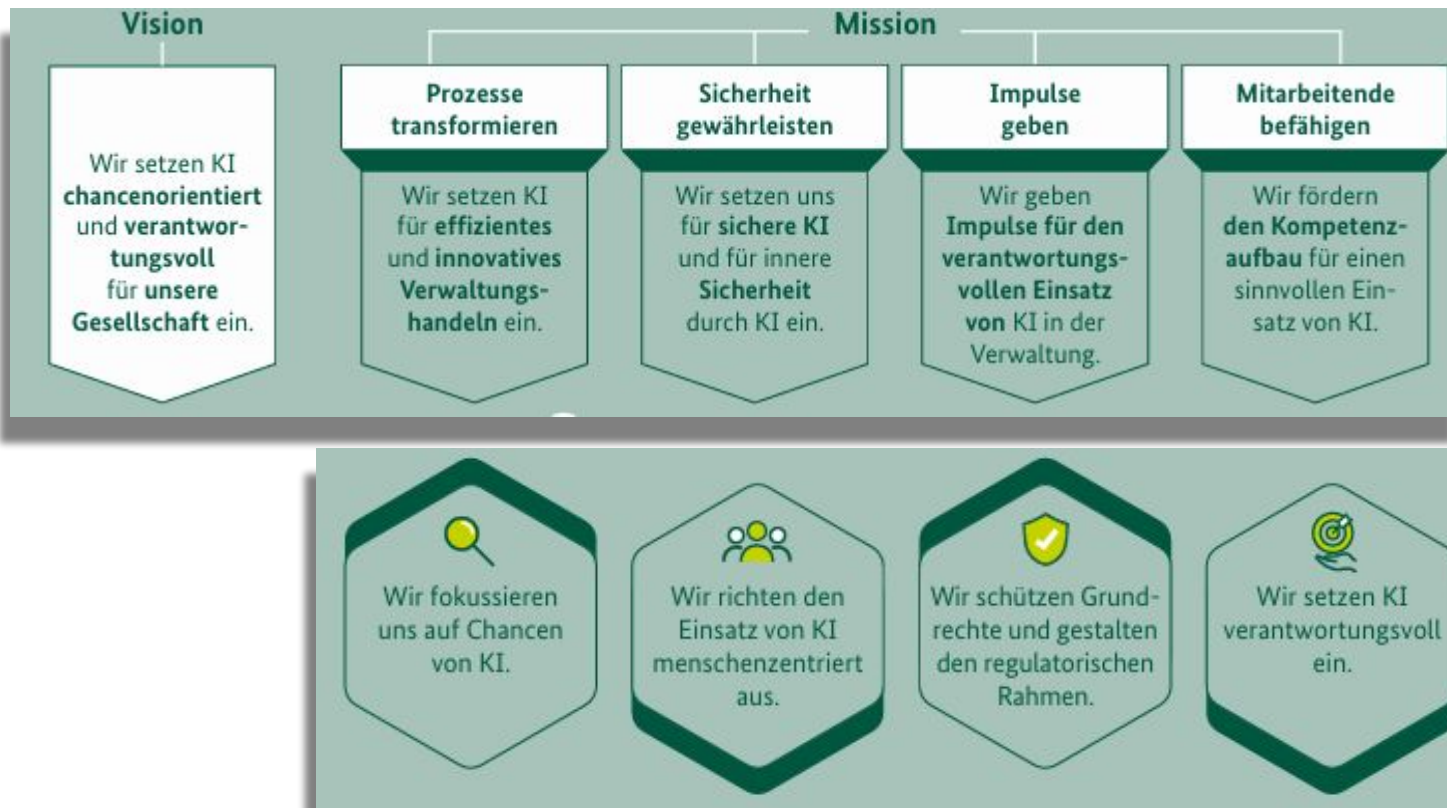 Vision
Mission
Wir setzen KI
chancenorientiert
und verantwor-
tungsvoll
für unsere
Gesellschaft ein.
Prozesse
transformieren
Wir setzen KI
für effizientes
und innovatives
Verwaltungs-
handeln ein.
Sicherheit
gewährleisten
Wir setzen uns
für sichere KI
und für innere
Sicherheit
durch KI ein.
Impulse
geben
Wir geben
Impulse für den
verantwortungs-
vollen Einsatz
von KI in der
Verwaltung.
Mitarbeitende
befähigen
Wir fördern
den Kompetenz-
aufbau für einen
sinnvollen Ein-
satz von KI.
Wir fokussieren
uns auf Chancen
von KI.
Wir richten den
Einsatz von KI
menschenzentriert
aus.
Wir schützen Grund-
rechte und gestalten
den regulatorischen
Rahmen.
Wir setzen KI
verantwortungsvoll
ein.